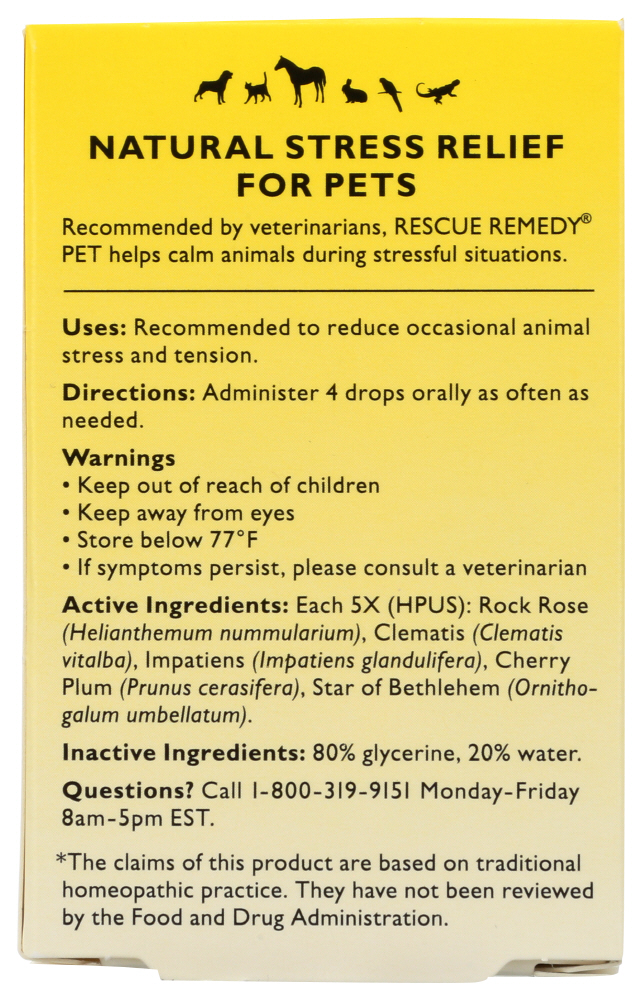 NATURAL STRESS RELIEF
FOR PETS
Recommended by veterinarians, RESCUE REMEDY®
PET helps calm animals during stressful situations.
Uses: Recommended to reduce occasional animal
stress and tension.
Directions: Administer 4 drops orally as often as
needed.
Warnings
• Keep out of reach of children
• Keep away from eyes
• Store below 77°F
• If symptoms persist, please consult a veterinarian
Active Ingredients: Each 5X (HPUS): Rock Rose
(Helianthemum nummularium), Clematis (Clematis
vitalba), Impatiens (Impatiens glandulifera), Cherry
Plum (Prunus cerasifera), Star of Bethlehem (Ornitho-
galum umbellatum).
Inactive Ingredients: 80% glycerine, 20% water.
Questions? Call 1-800-319-9151 Monday-Friday
8am-5pm EST.
*The claims of this product are based on traditional
homeopathic practice. They have not been reviewed
by the Food and Drug Administration.